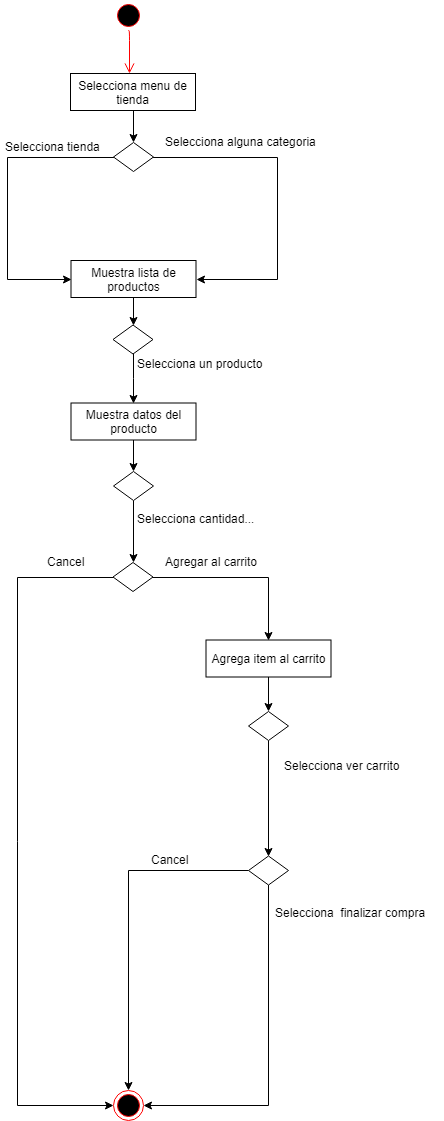 Selecciona menu de
tienda
Selecciona tienda
Selecciona alguna categoria
Muestra lista de
productos
Selecciona un producto
Muestra datos del
producto
Selecciona cantidad...
Cancel
Agregar al carrito
Agrega item al carrito
Selecciona ver carrito
Cancel
Selecciona finalizar compra